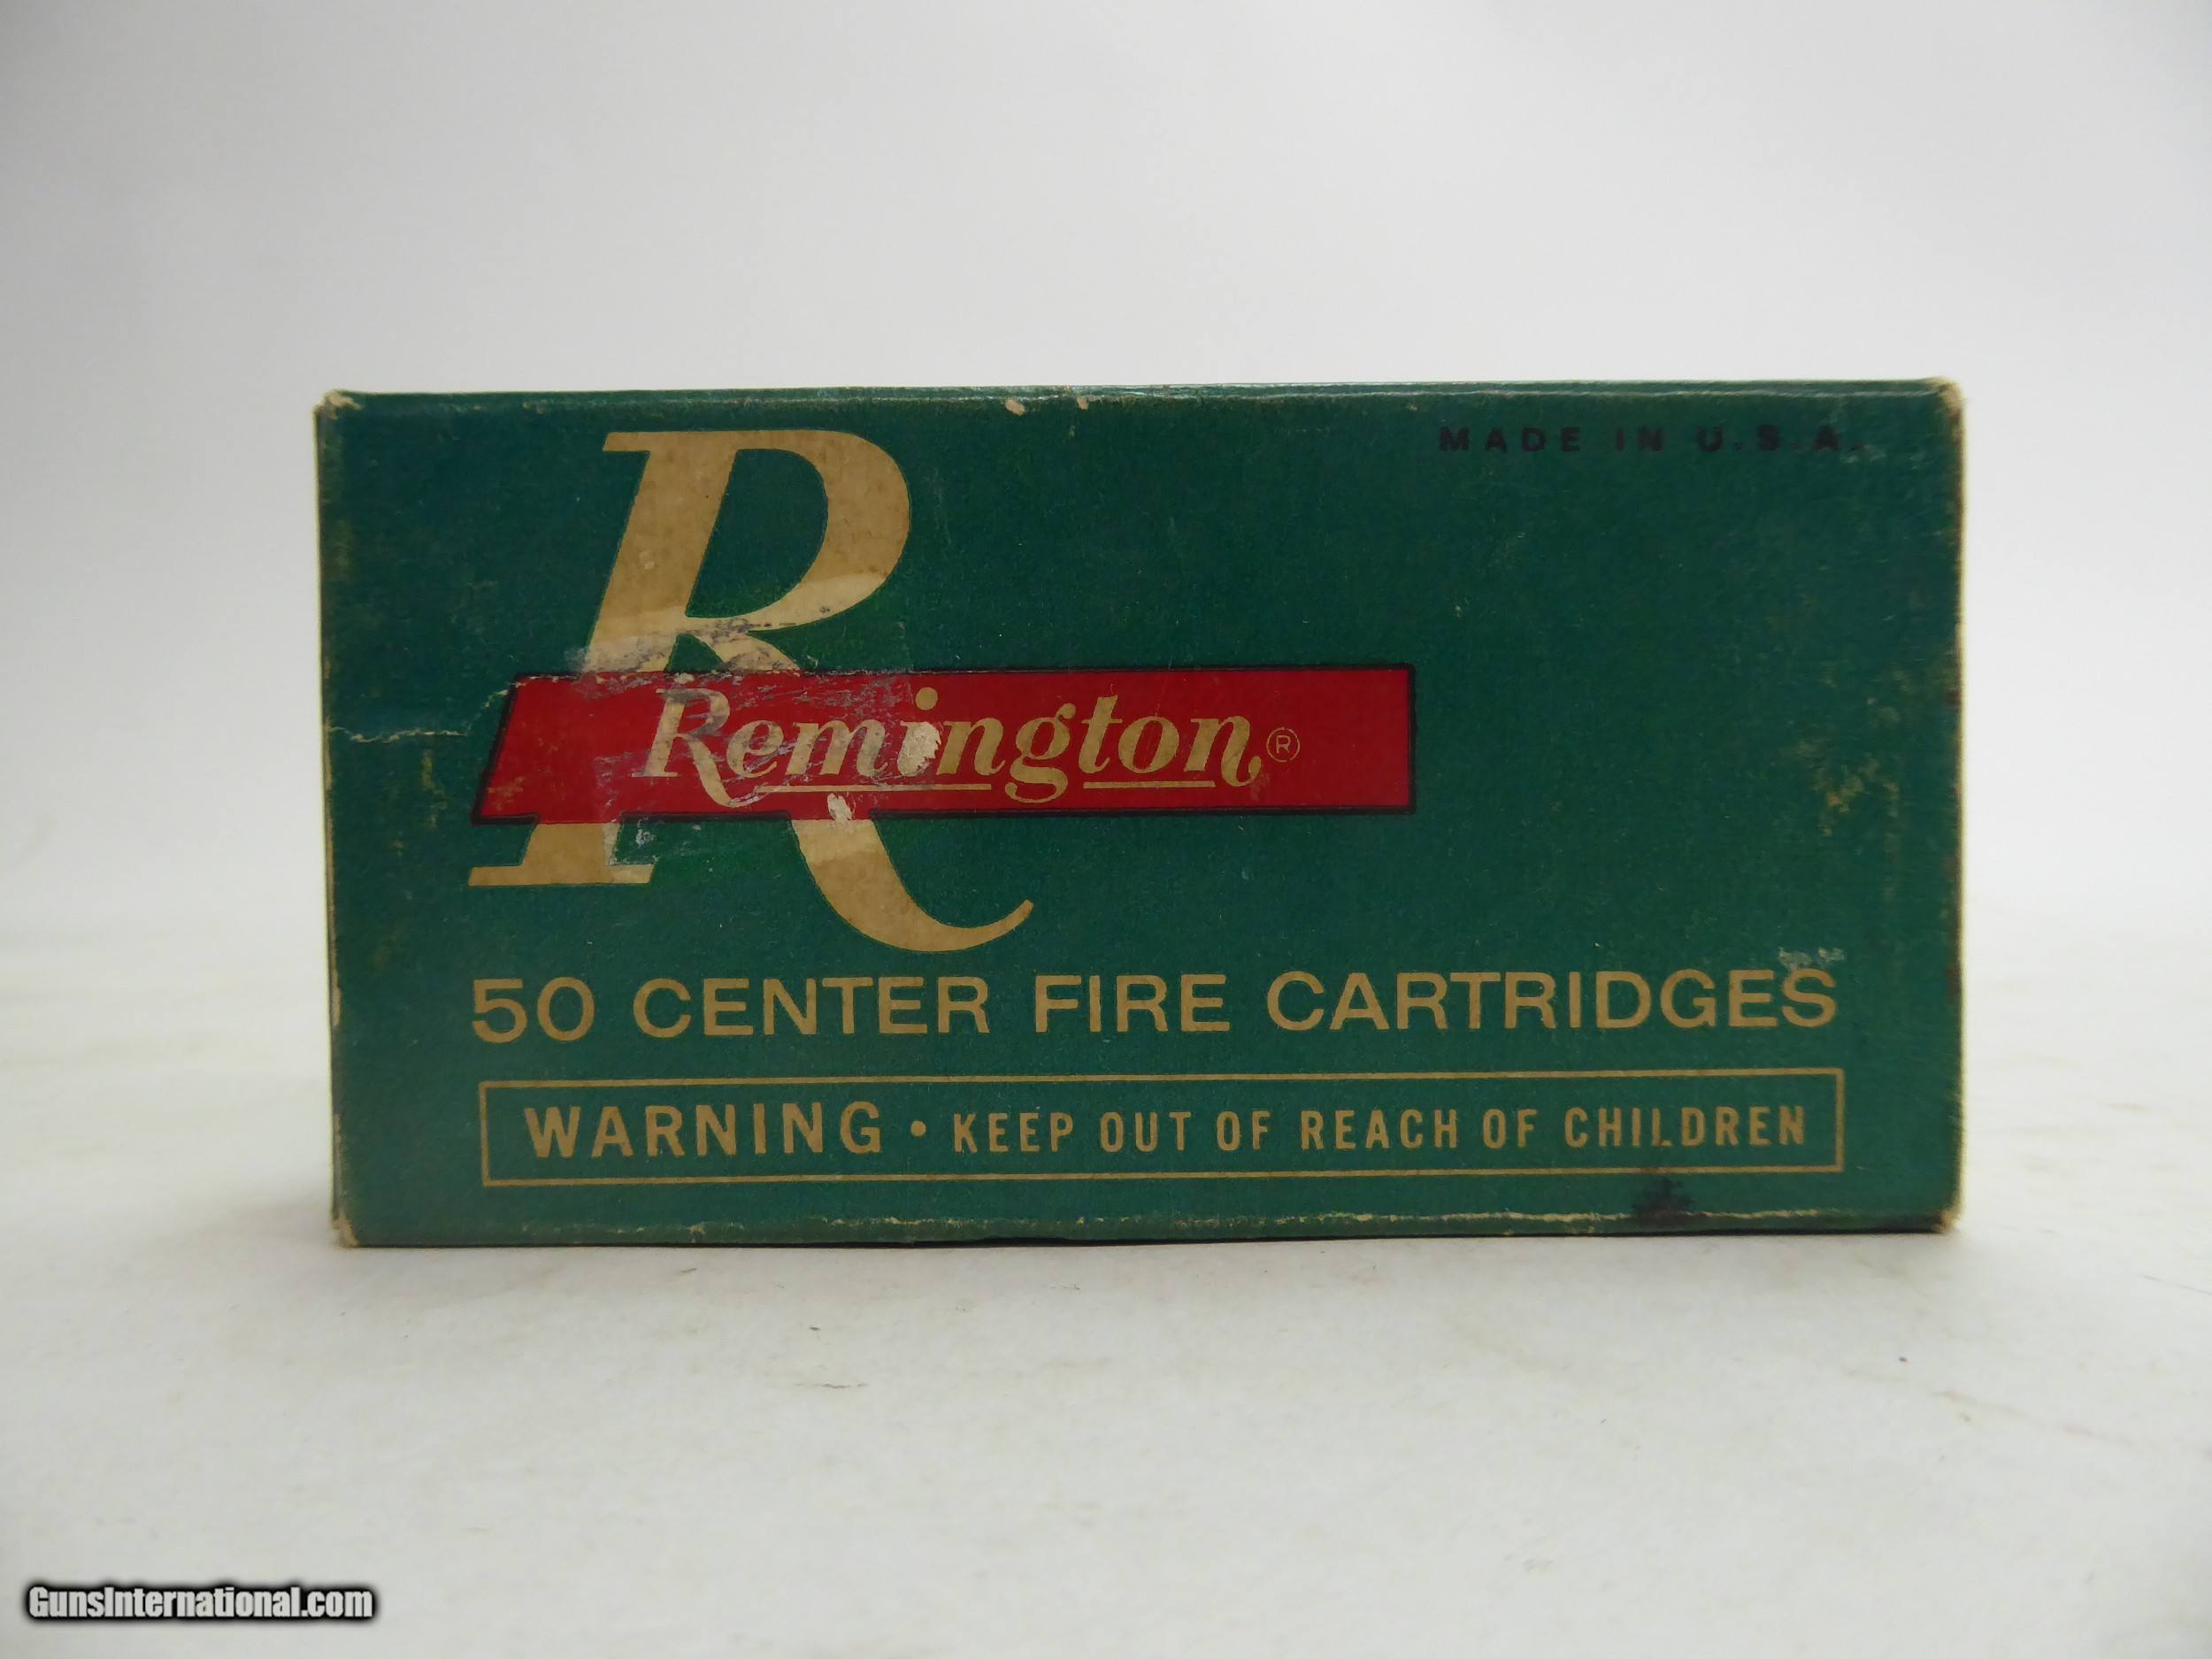 MADE IN U.S.A.
R
Remington®
50 CENTER FIRE CARTRIDGES
WARNING • KEEP OUT OF REACH OF CHILDREN
GunsInternational.com